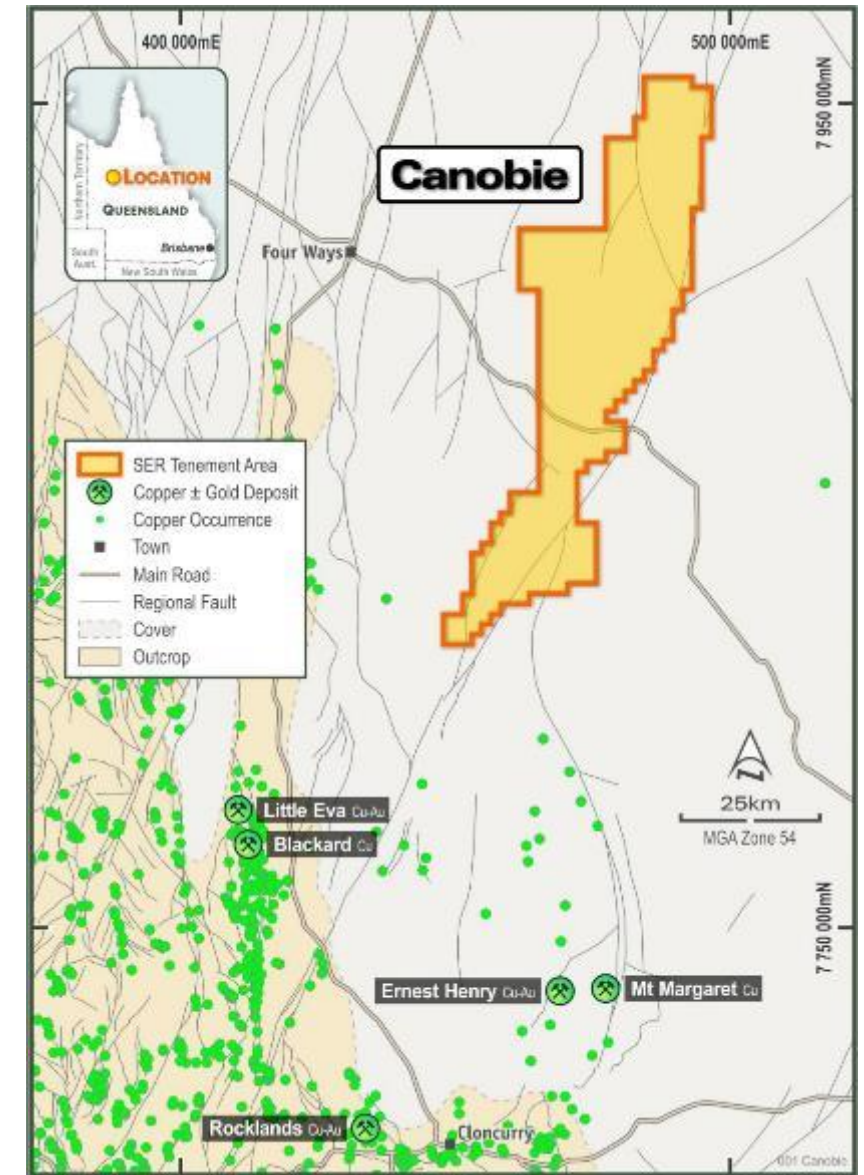 400 000mE
500 000mE
7 950 000mN
Northern Territory
LOCATION
QUEENSLAND
Brisbane
South
Aust.
New South Wales
Canobie
Four Ways
SER Tenement Area
Copper ± Gold Deposit
Copper Occurrence
Town
Main Road
Regional Fault
Cover
Outcrop
N
25km
MGA Zone 54
Little Eva Cu-Au
Blackard Cu
7 750 000mN
Ernest Henry Cu-Au
Mt Margaret Cu
Rocklands Cu-Au
Cloncurry
001 Canobie